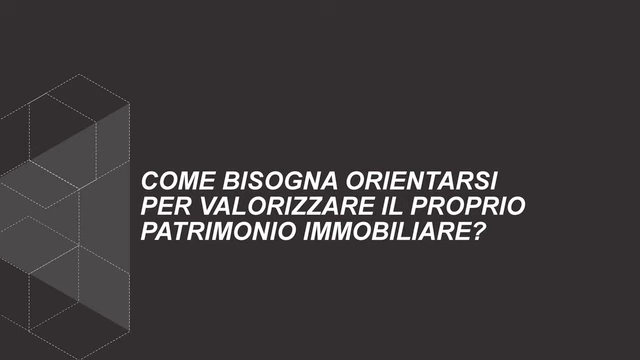 COME BISOGNA ORIENTARSI
PER VALORIZZARE IL PROPRIO
PATRIMONIO IMMOBILIARE?